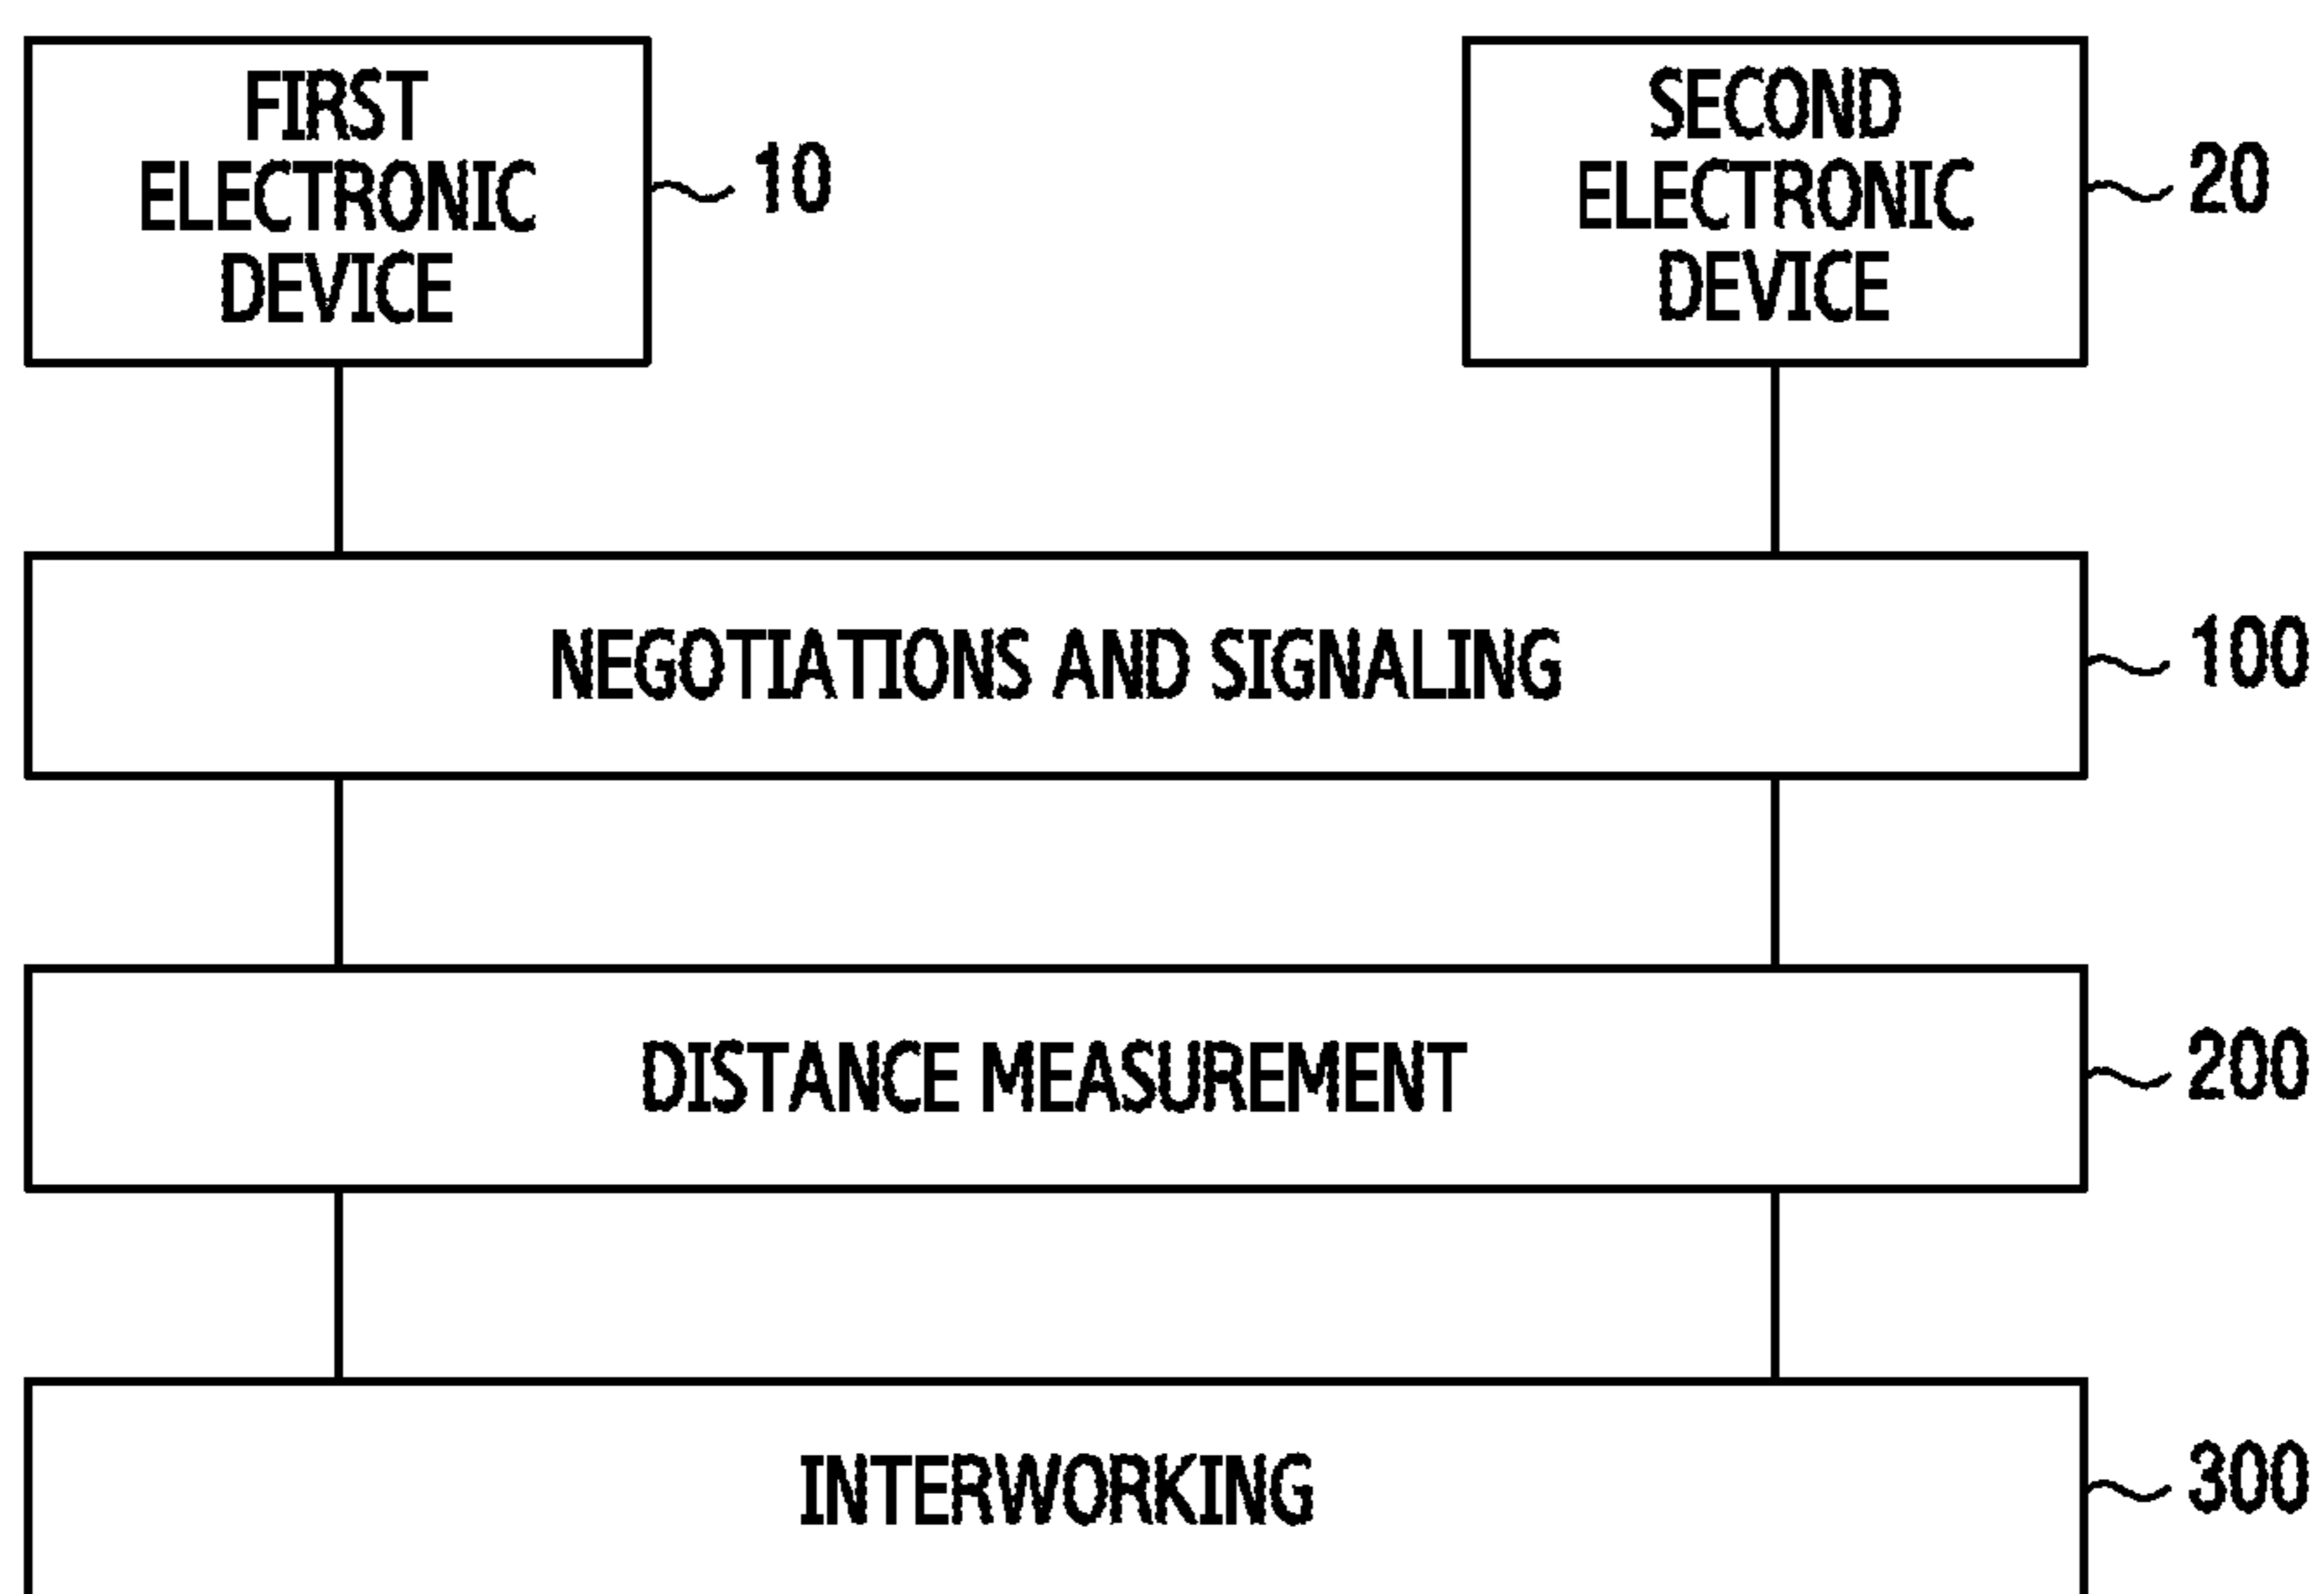 FIRST
ELECTRONIC
DEVICE
10
SECOND
ELECTRONIC
DEVICE
20
NEGOTIATIONS AND SIGNALING
100
DISTANCE MEASUREMENT
200
INTERWORKING
300